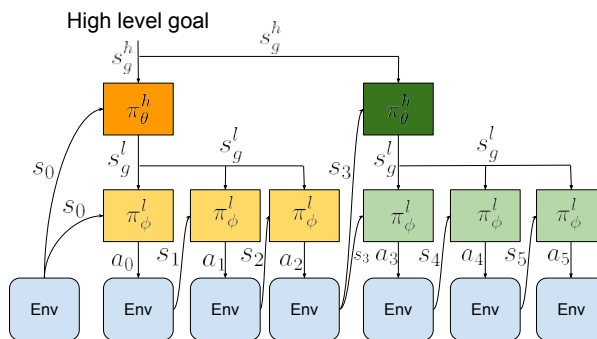 High level goal
s_g^h
s_g^h
π_θ^h
π_θ^h
s_0
s_g^l
s_g^l
s_3
s_g^l
s_g^l
s_0
π_ϕ^l
π_ϕ^l
π_ϕ^l
π_ϕ^l
π_ϕ^l
π_ϕ^l
a_0
s_1
a_1
s_2
a_2
s_3
a_3
s_4
a_4
s_5
a_5
Env
Env
Env
Env
Env
Env
Env